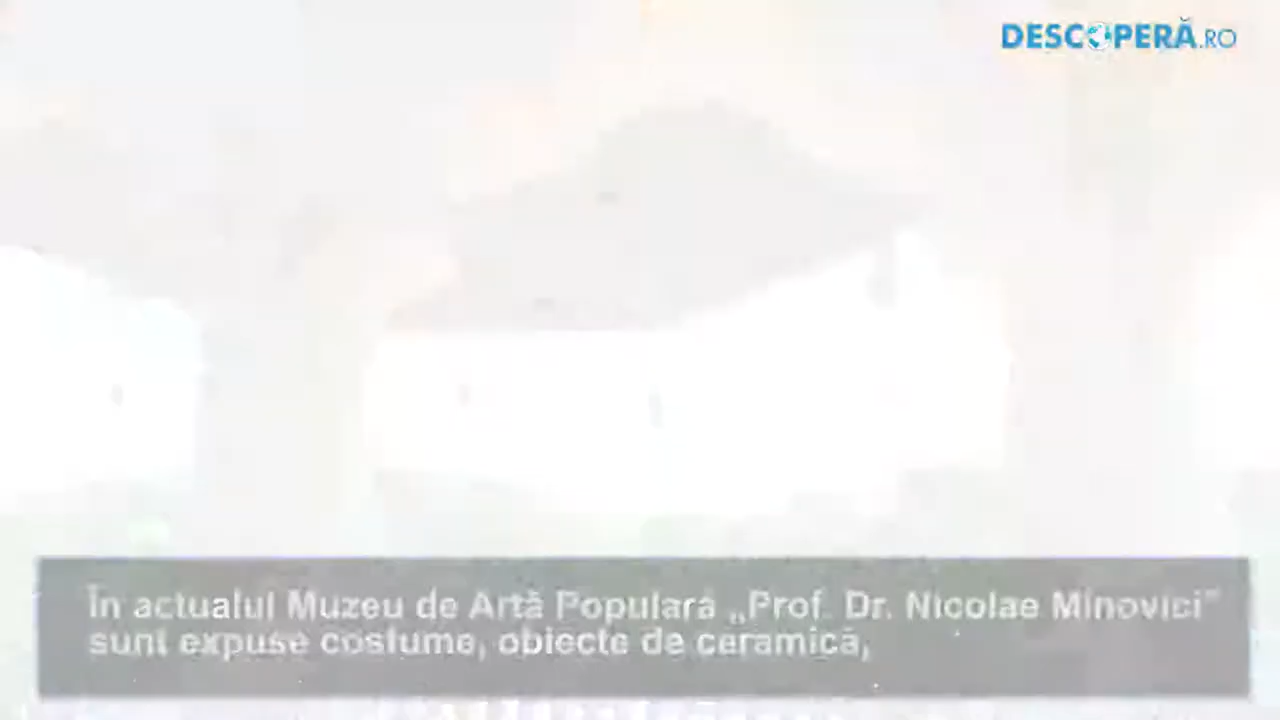 DESCOPERĂ.RO
În actualul Muzeu de Artă Populară „Prof. Dr. Nicolae Minovici”
sunt expuse costume, obiecte de ceramică,